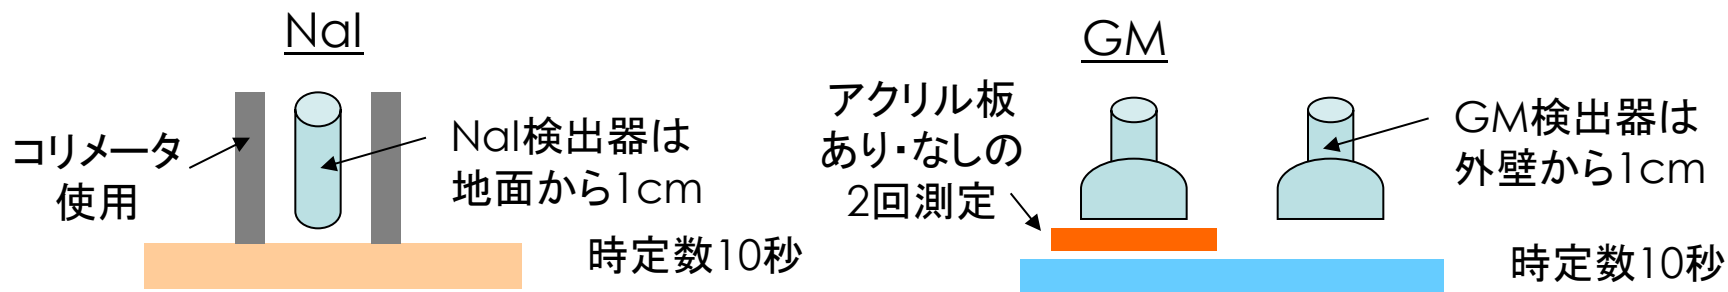 NaI
コリメータ
使用
NaI検出器は
地面から1cm
時定数10秒
GM
アクリル板
あり・なしの
2回測定
GM検出器は
外壁から1cm
時定数10秒